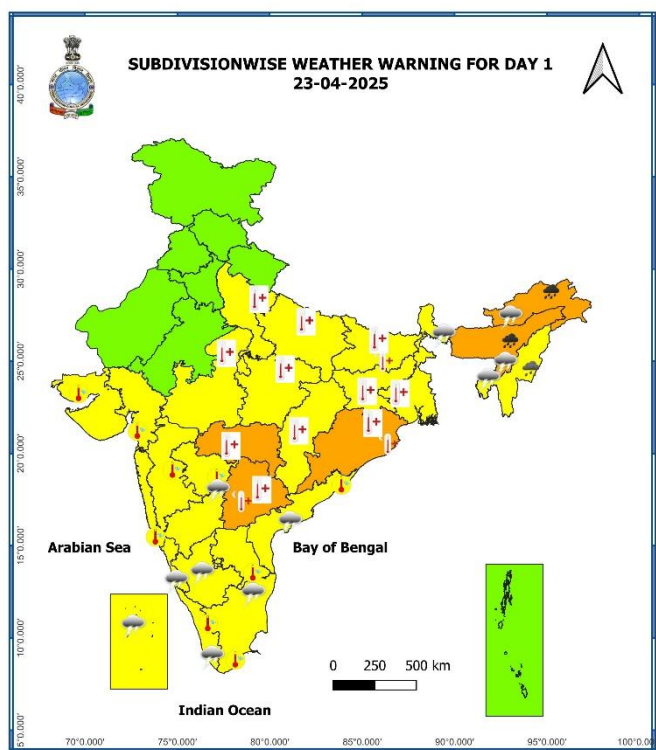 SUBDIVISIONWISE WEATHER WARNING FOR DAY 1
23-04-2025
40°0.000'
35°0.000'
30°0.000'
25°0.000'
20°0.000'
15°0.000'
10°0.000'
5°0.000'
Arabian Sea
Bay of Bengal
0 250 500 km
Indian Ocean
70°0.000' 75°0.000' 80°0.000' 85°0.000' 90°0.000' 95°0.000'